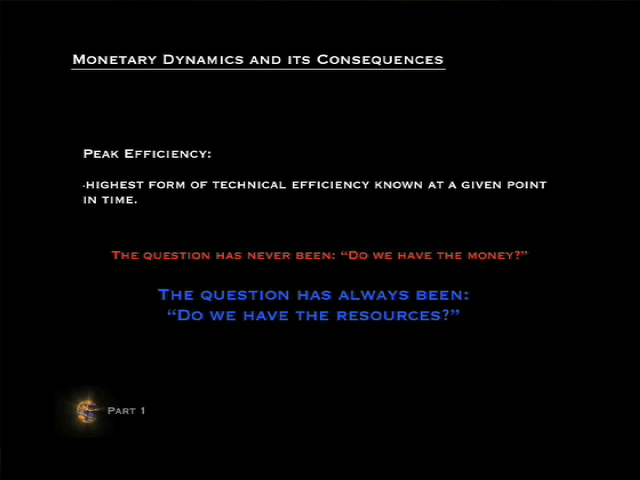 Monetary Dynamics and its Consequences
Peak Efficiency:
-highest form of technical efficiency known at a given point
in time.
The question has never been: “Do we have the money?”
The question has always been:
“Do we have the resources?”
Part 1